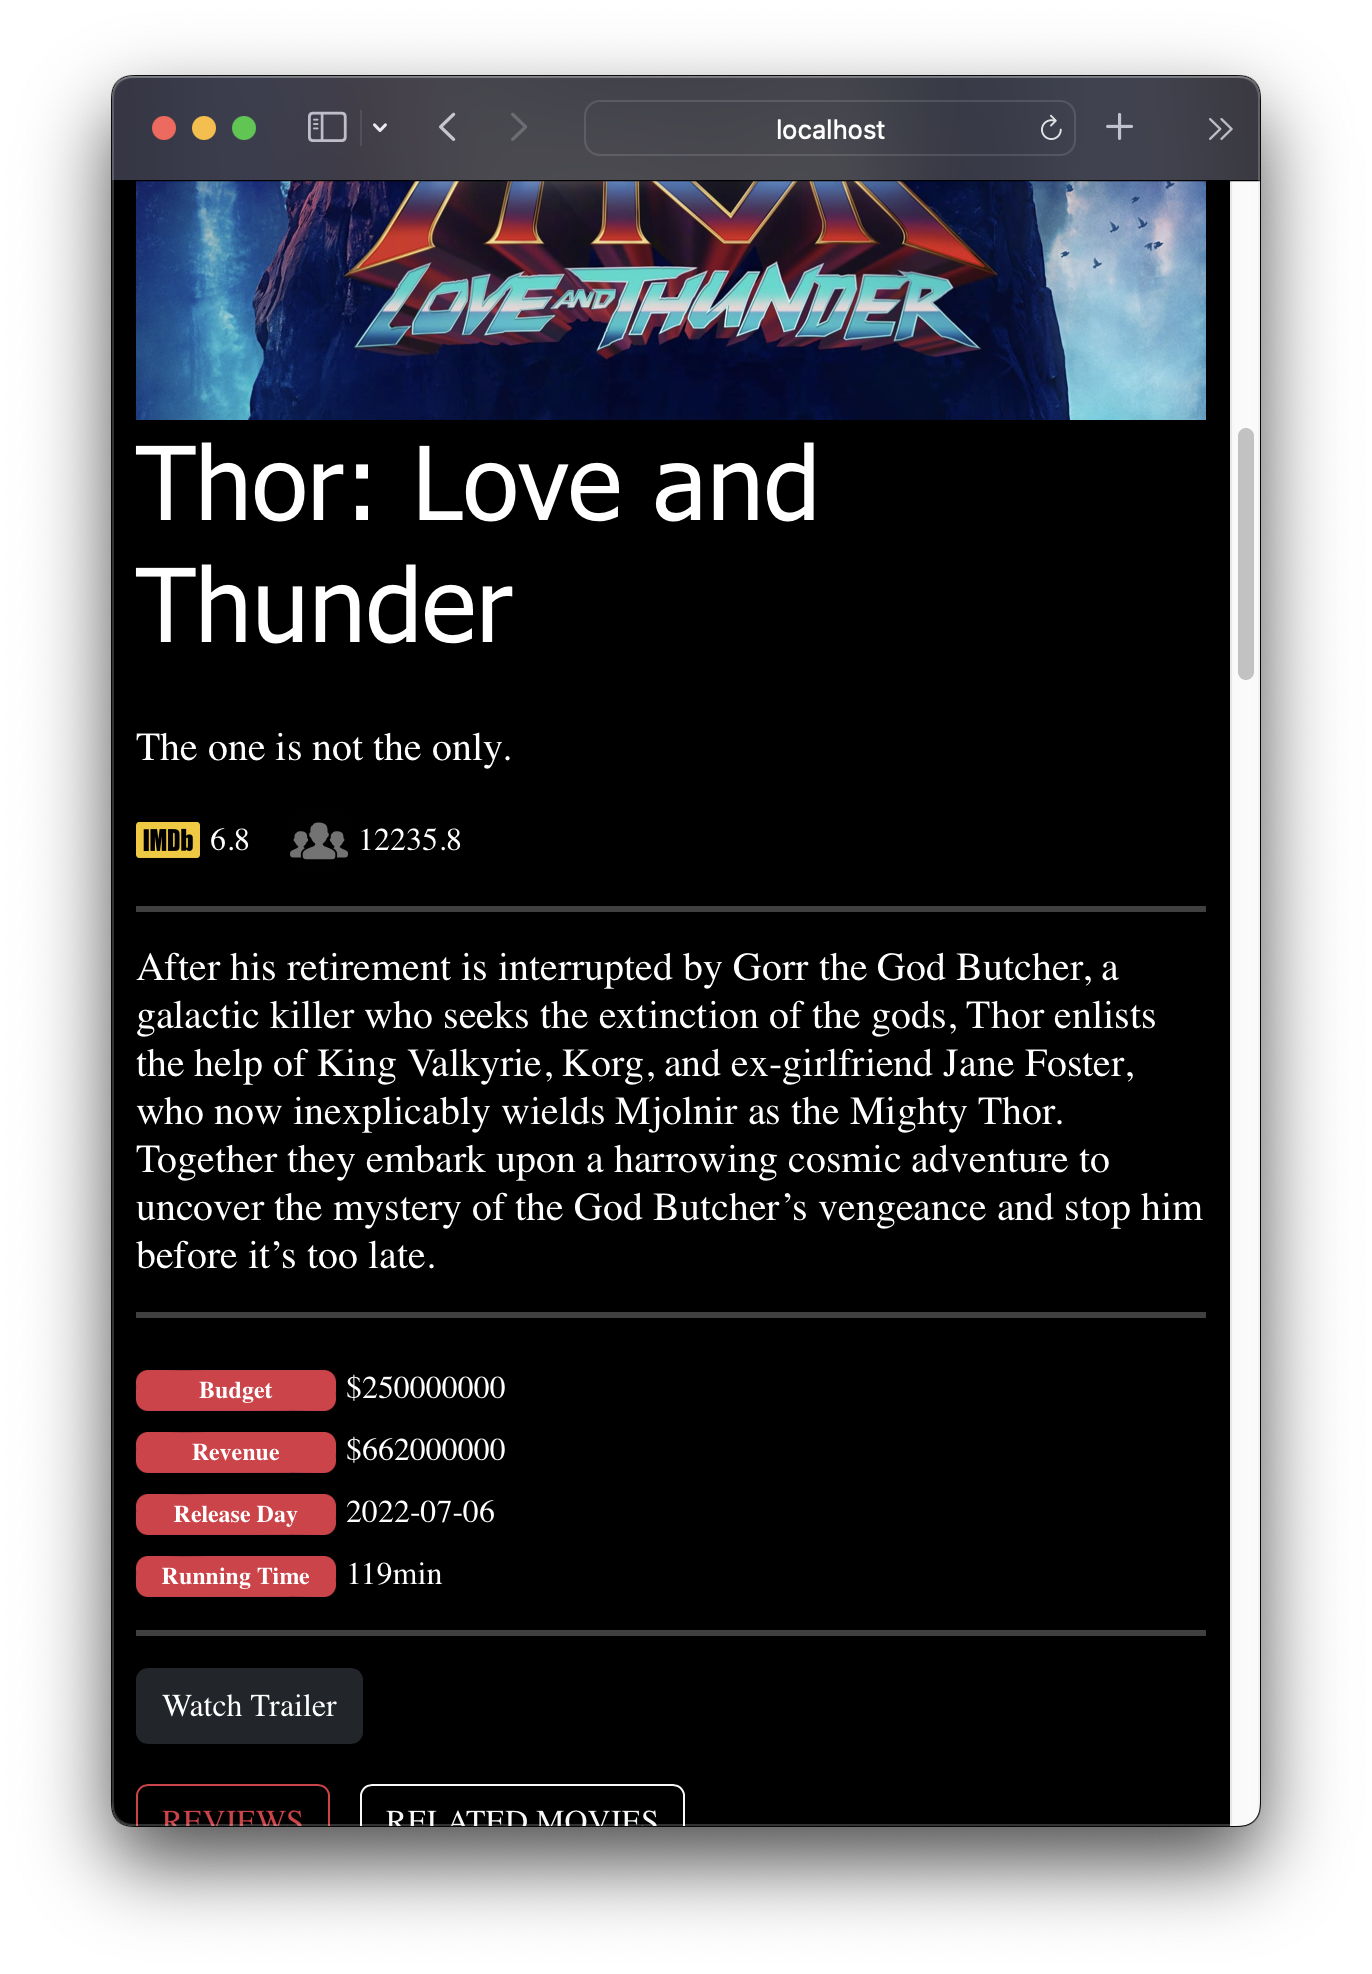 localhost
LOVE AND THUNDER
Thor: Love and
Thunder
The one is not the only.
IMDb 6.8 12235.8
After his retirement is interrupted by Gorr the God Butcher, a
galactic killer who seeks the extinction of the gods, Thor enlists
the help of King Valkyrie, Korg, and ex-girlfriend Jane Foster,
who now inexplicably wields Mjolnir as the Mighty Thor.
Together they embark upon a harrowing cosmic adventure to
uncover the mystery of the God Butcher’s vengeance and stop him
before it’s too late.
Budget $250000000
Revenue $662000000
Release Day 2022-07-06
Running Time 119min
Watch Trailer
REVIEWS RELATED MOVIES